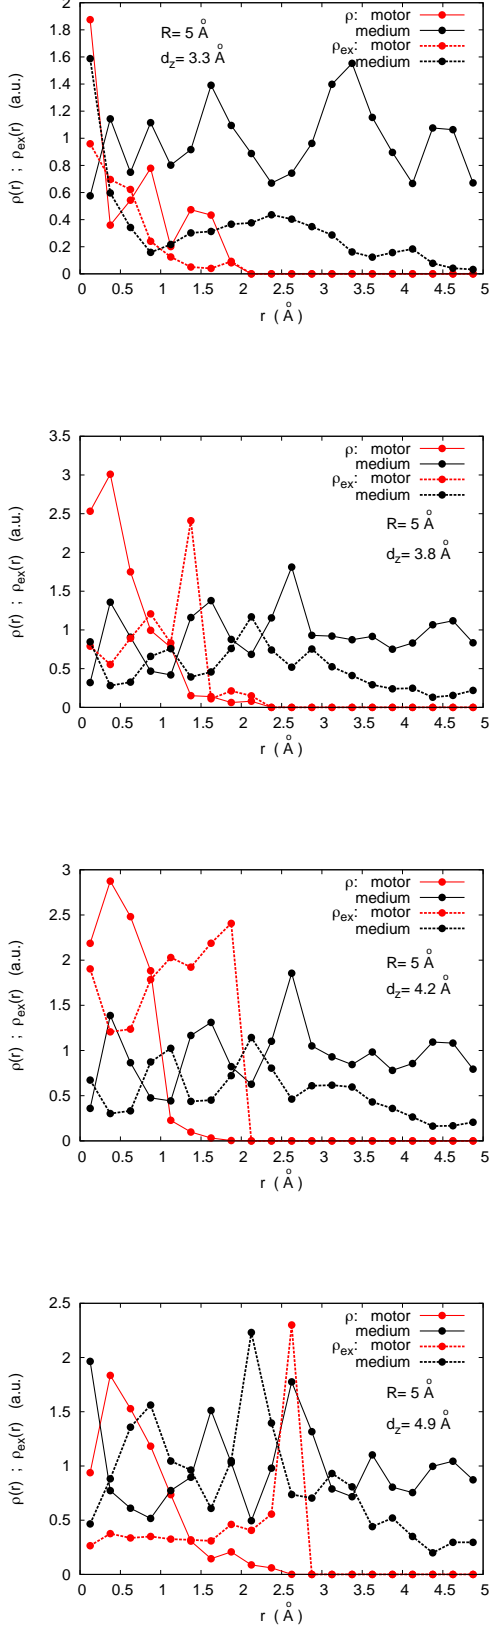 2
1.8
1.6
1.4
1.2
1
0.8
0.6
0.4
0.2
0
ρ(r) ; ρex(r) (a.u.)
R= 5 Å
dz= 3.3 Å
ρ: motor
medium
ρex: motor
medium
0 0.5 1 1.5 2 2.5 3 3.5 4 4.5 5
r (Å)
3.5
3
2.5
2
1.5
1
0.5
0
ρ(r) ; ρex(r) (a.u.)
ρ: motor
medium
ρex: motor
medium
R= 5 Å
dz= 3.8 Å
0 0.5 1 1.5 2 2.5 3 3.5 4 4.5 5
r (Å)
3
2.5
2
1.5
1
0.5
0
ρ(r) ; ρex(r) (a.u.)
ρ: motor
medium
ρex: motor
medium
R= 5 Å
dz= 4.2 Å
0 0.5 1 1.5 2 2.5 3 3.5 4 4.5 5
r (Å)
2.5
2
1.5
1
0.5
0
ρ(r) ; ρex(r) (a.u.)
ρ: motor
medium
ρex: motor
medium
R= 5 Å
dz= 4.9 Å
0 0.5 1 1.5 2 2.5 3 3.5 4 4.5 5
r (Å)